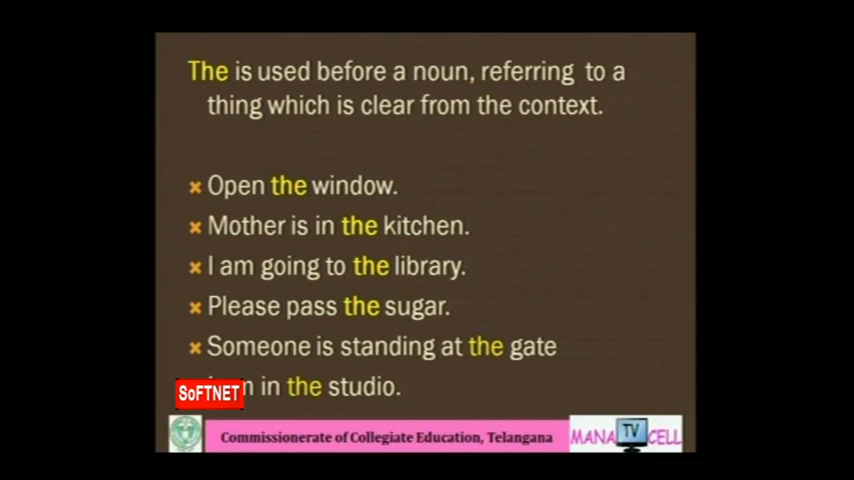 The is used before a noun, referring to a
thing which is clear from the context.
Open the window.
Mother is in the kitchen.
I am going to the library.
Please pass the sugar.
Someone is standing at the gate
in the studio.
SoFTNET
Commissionerate of Collegiate Education, Telangana
MANA TV CELL